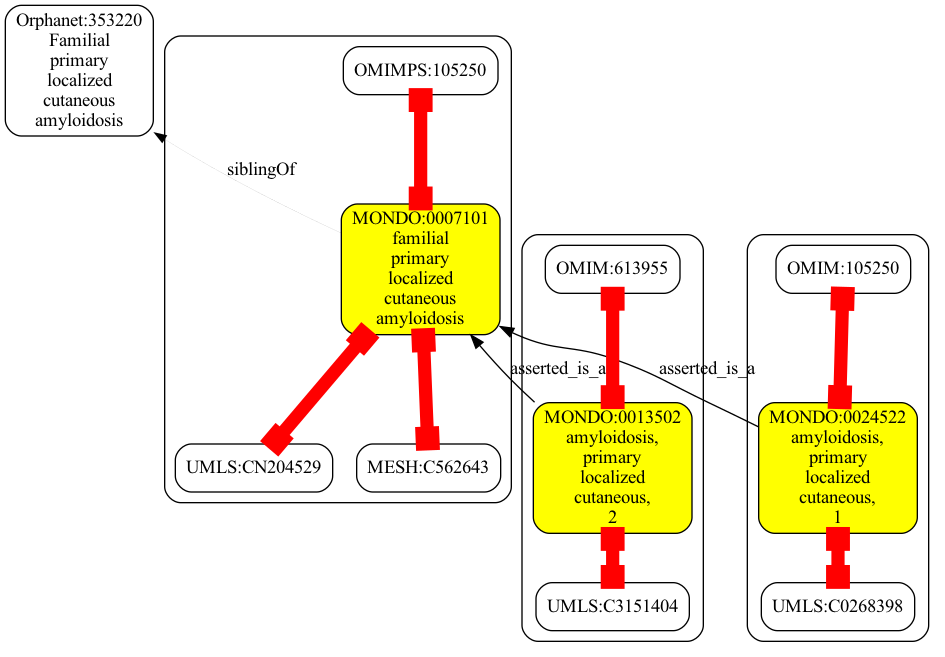 Orphanet:353220
Familial
primary
localized
cutaneous
amyloidosis
OMIMPS:105250
siblingOf
MONDO:0007101
familial
primary
localized
cutaneous
amyloidosis
OMIM:613955
OMIM:105250
asserted_is_a
asserted_is_a
MONDO:0013502
amyloidosis,
primary
localized
cutaneous,
2
MONDO:0024522
amyloidosis,
primary
localized
cutaneous,
1
UMLS:CN204529
MESH:C562643
UMLS:C3151404
UMLS:C0268398